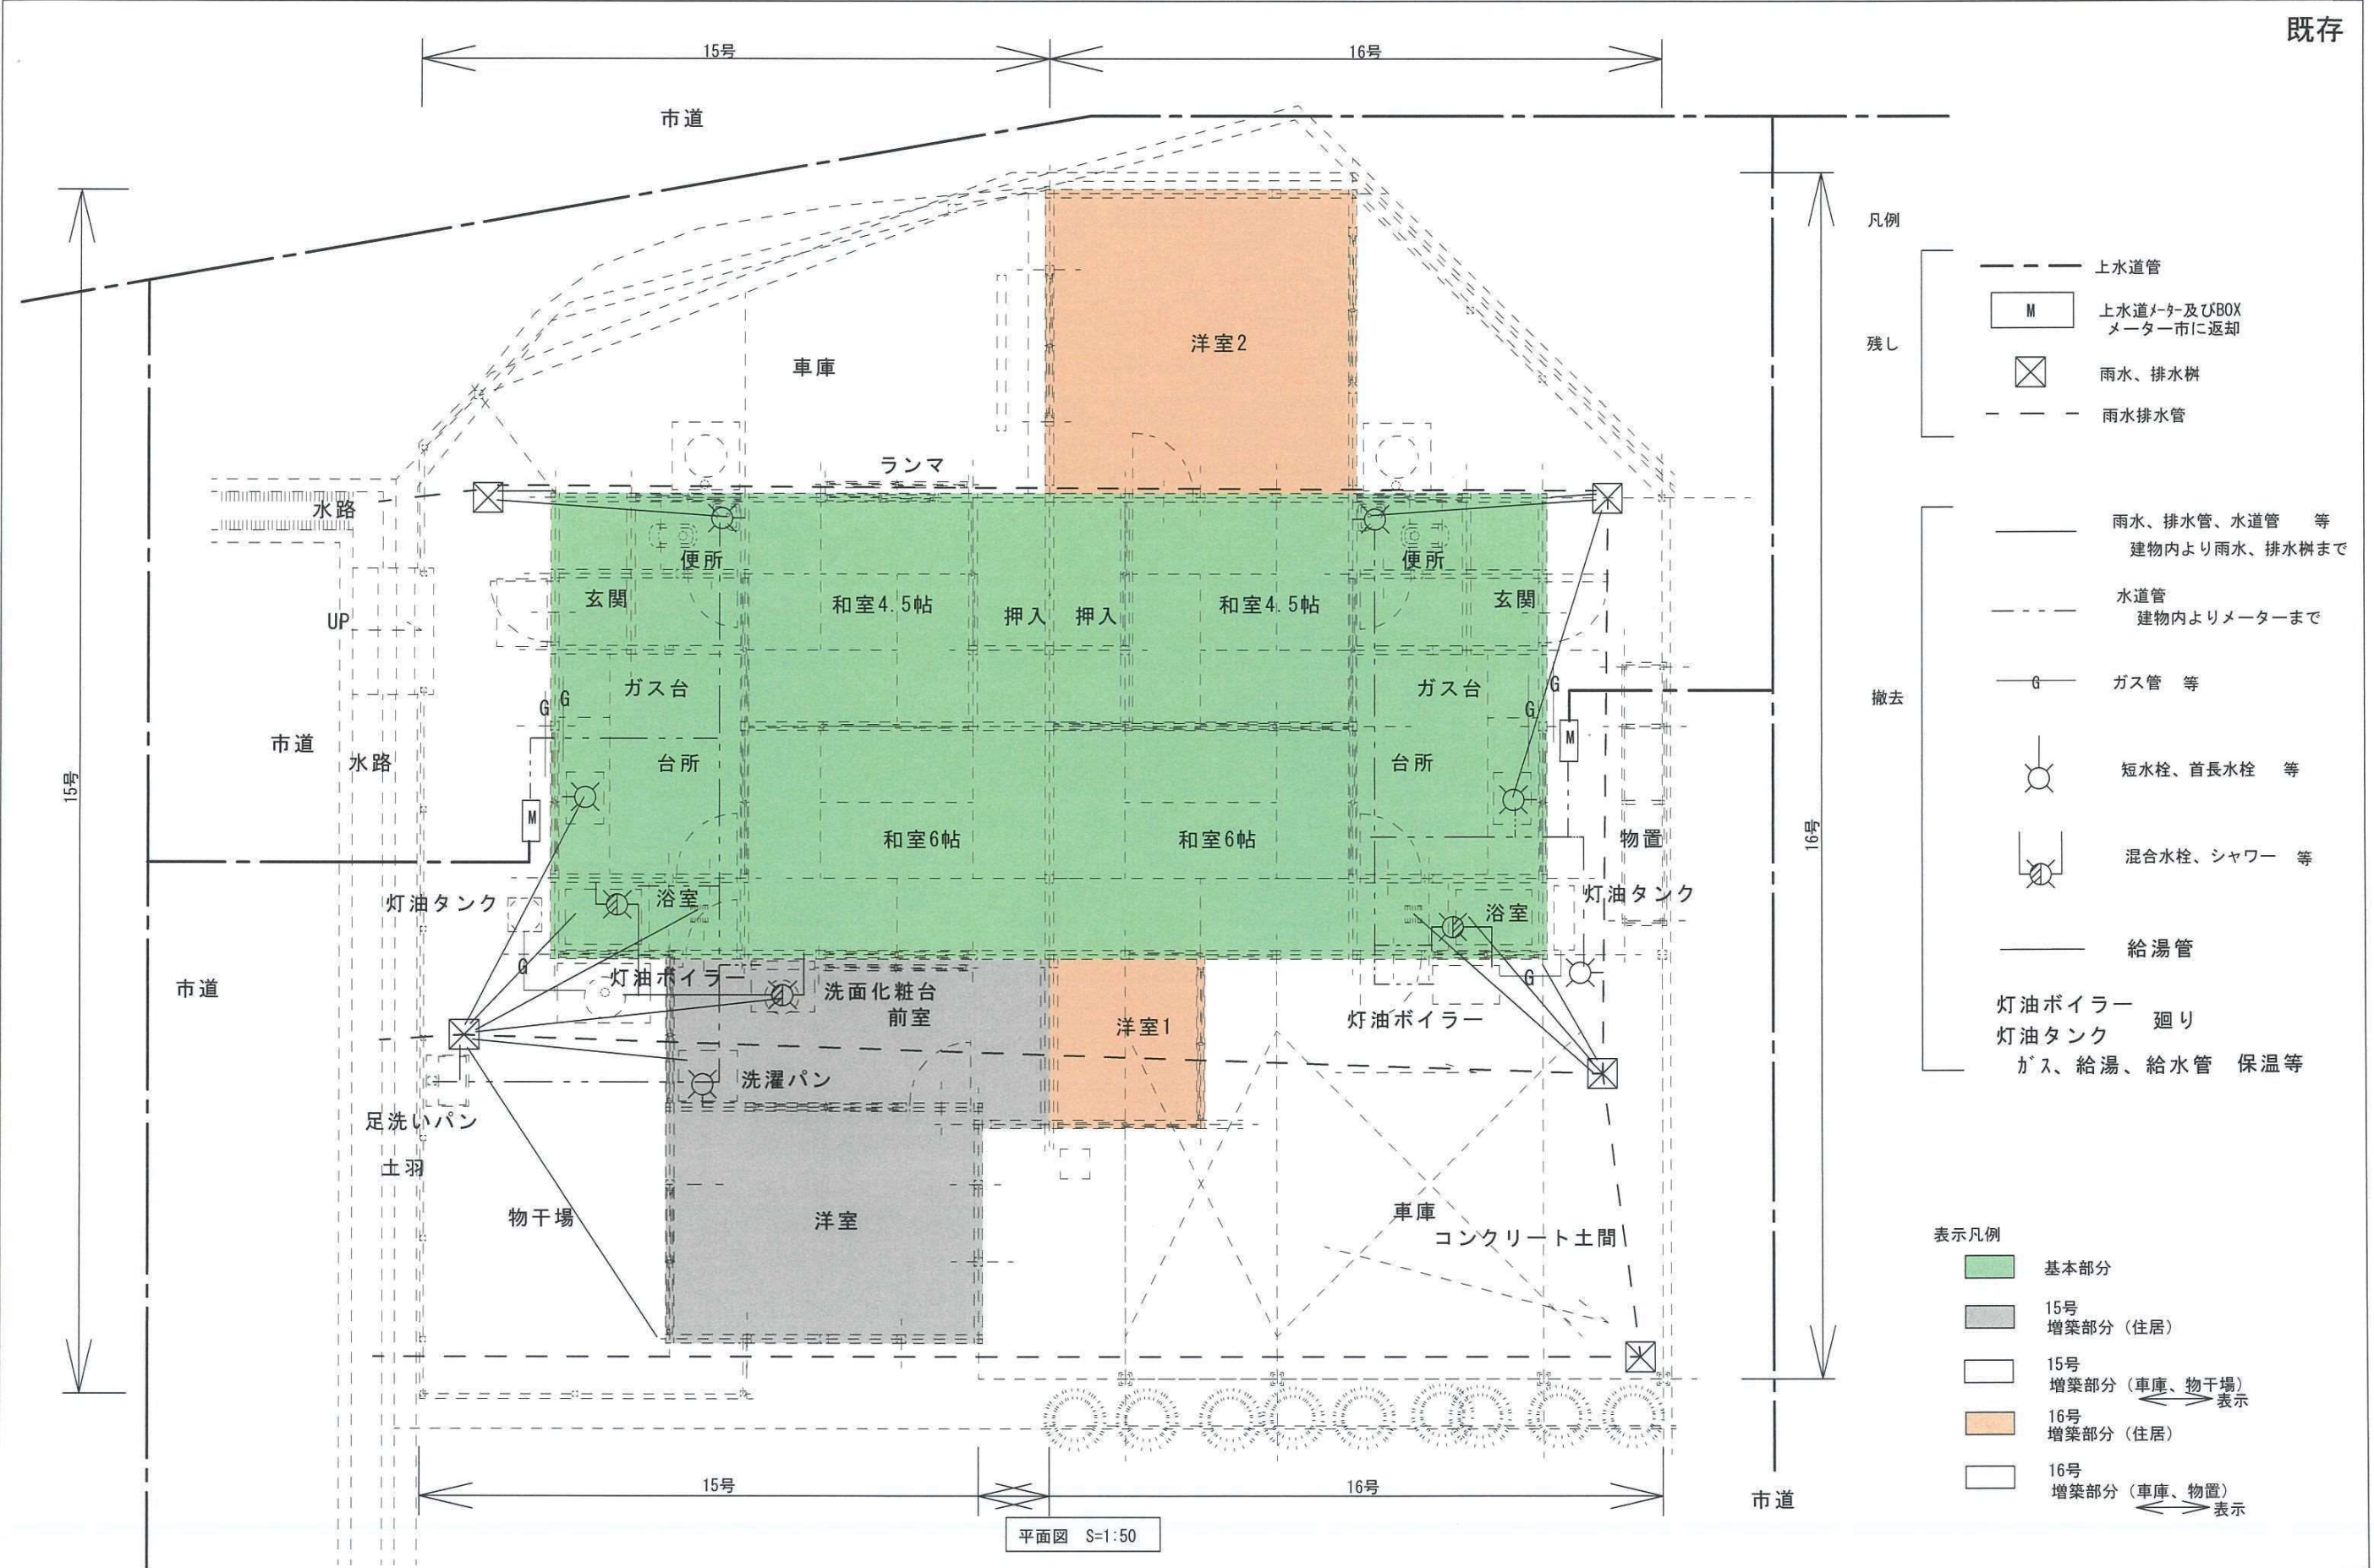 既存
15号
16号
市道
凡例
上水道管
M
上水道ﾒｰﾀｰ及びBOX
メーター市に返却
残し
雨水、排水桝
雨水排水管
洋室2
車庫
ランマ
水路
便所
便所
玄関
和室4.5帖
押入
押入
和室4.5帖
玄関
UP
ガス台
ガス台
G
G
G
G
市道
水路
台所
台所
M
M
15号
16号
和室6帖
和室6帖
物置
灯油タンク
浴室
浴室
灯油タンク
G
G
市道
灯油ボイラー
洗面化粧台
前室
洋室1
灯油ボイラー
洗濯パン
足洗いパン
土羽
物干場
洋室
車庫
コンクリート土間
撤去
雨水、排水管、水道管 等
建物内より雨水、排水桝まで
水道管
建物内よりメーターまで
G
ガス管 等
短水栓、首長水栓 等
混合水栓、シャワー 等
給湯管
灯油ボイラー
灯油タンク
廻り
ｶﾞｽ、給湯、給水管 保温等
表示凡例
基本部分
15号
増築部分（住居）
15号
増築部分（車庫、物干場）
表示
16号
増築部分（住居）
16号
増築部分（車庫、物置）
表示
15号
16号
市道
平面図 S=1:50